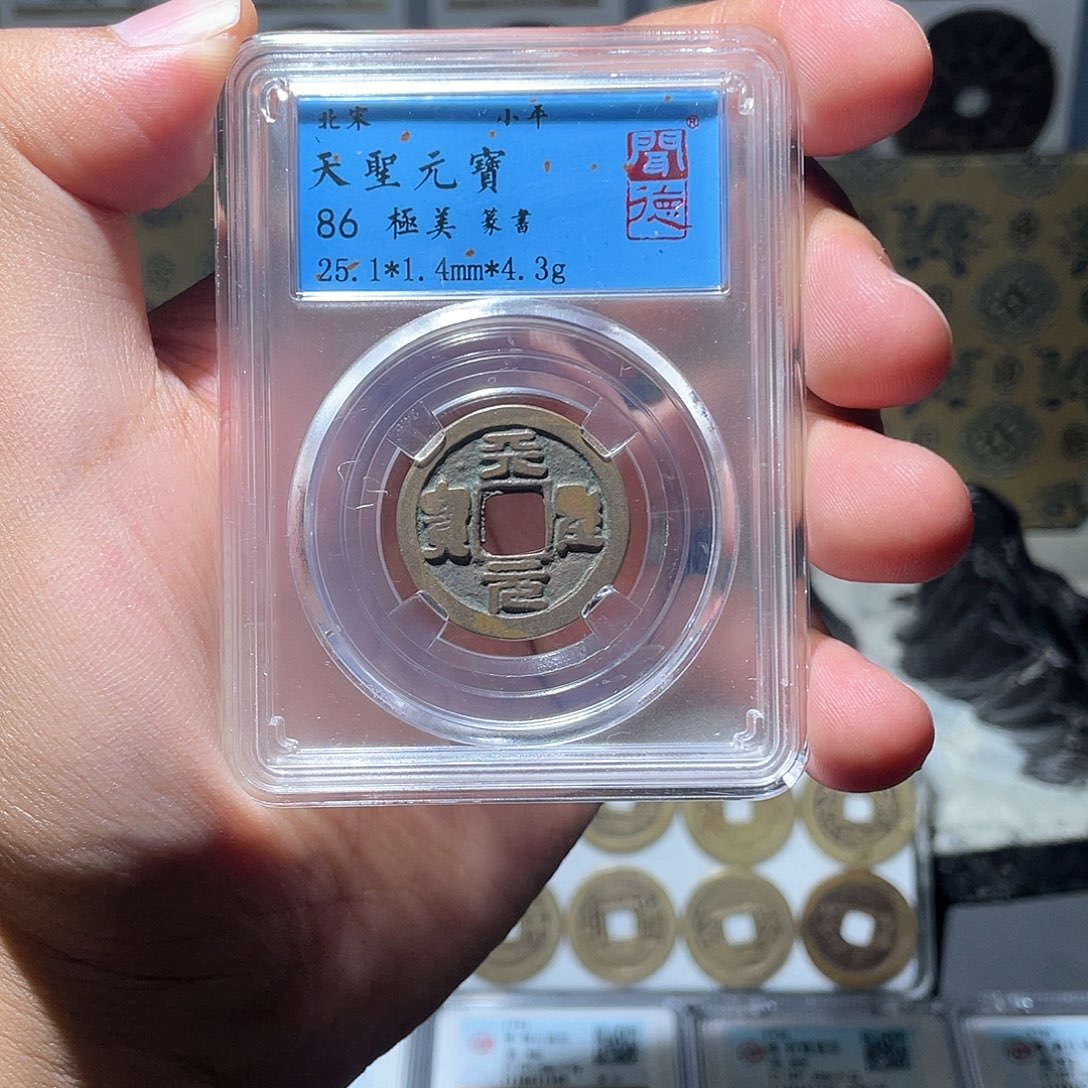 北宋 小平
天聖元寶
86 極美 篆書
25.1*1.4mm*4.3g
聞德
®
天聖元寶